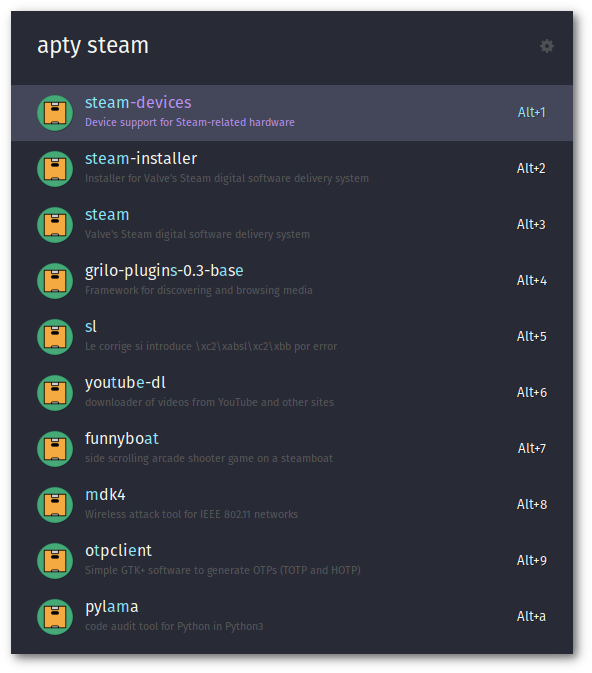 apty steam
steam-devices
Device support for Steam-related hardware
Alt+1
steam-installer
Installer for Valve's Steam digital software delivery system
Alt+2
steam
Valve's Steam digital software delivery system
Alt+3
grilo-plugins-0.3-base
Framework for discovering and browsing media
Alt+4
sl
Le corrige si introduce \xc2\xabsl\xc2\xbb por error
Alt+5
youtube-dl
downloader of videos from YouTube and other sites
Alt+6
funnyboat
side scrolling arcade shooter game on a steamboat
Alt+7
mdk4
Wireless attack tool for IEEE 802.11 networks
Alt+8
otpclient
Simple GTK+ software to generate OTPs (TOTP and HOTP)
Alt+9
pylama
code audit tool for Python in Python3
Alt+a